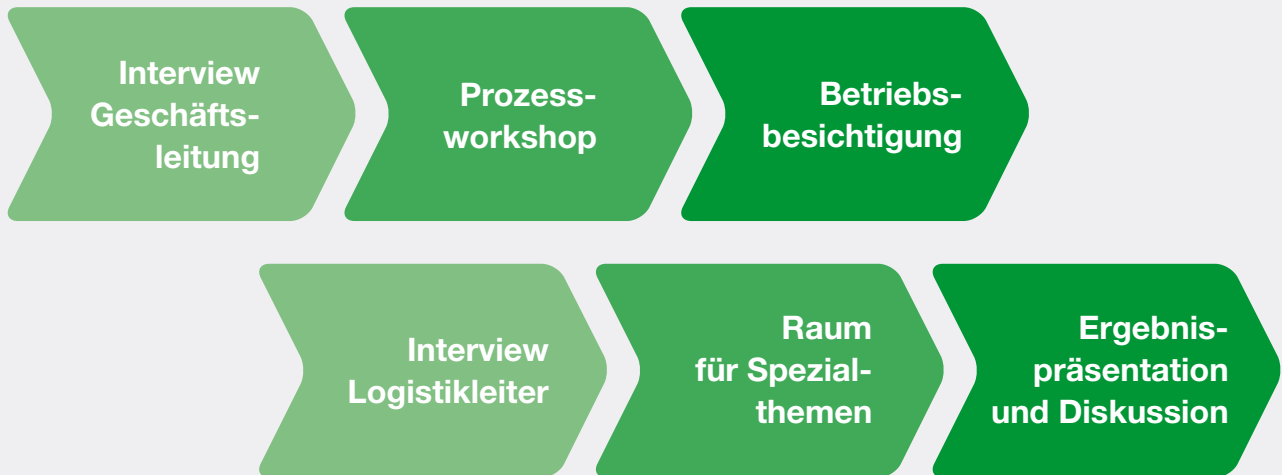 Interview
Geschäfts-
leitung
Prozess-
workshop
Betriebs-
besichtigung
Interview
Logistikleiter
Raum
für Spezial-
themen
Ergebnis-
präsentation
und Diskussion